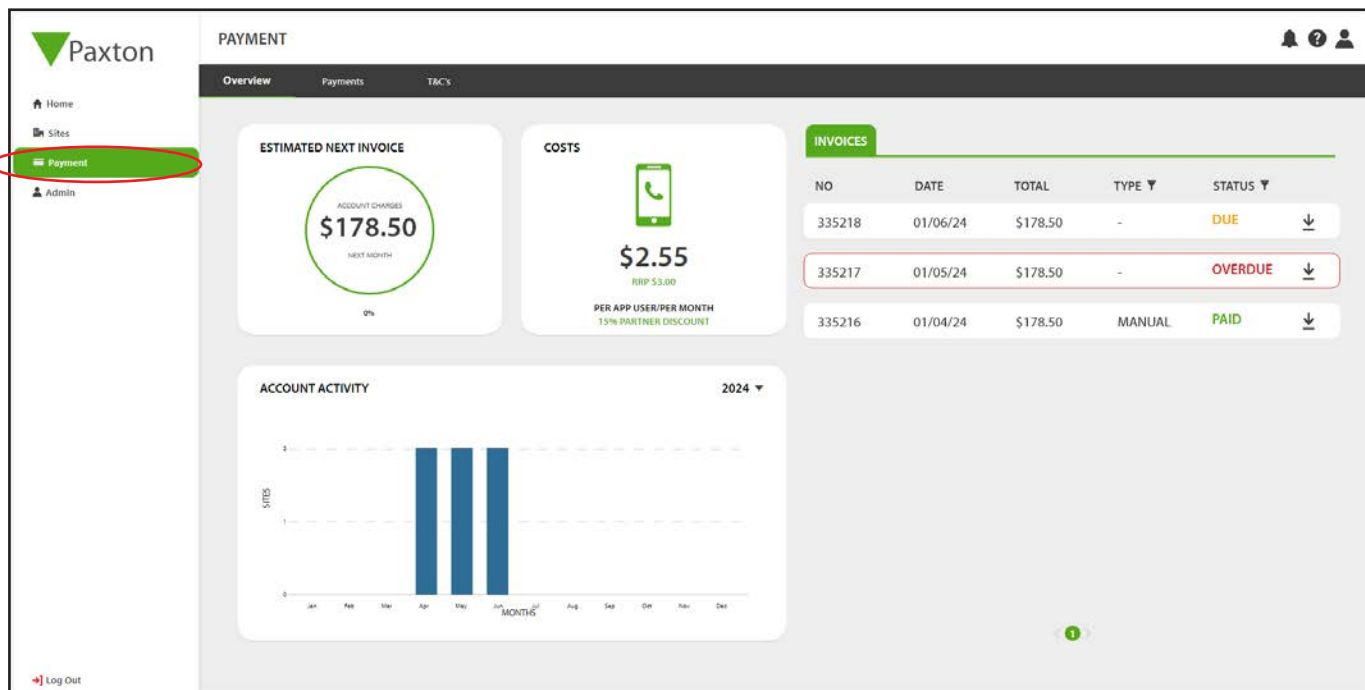 Paxton
Home
Sites
Payment
Admin
Log Out
PAYMENT
Overview Payments T&C's
ESTIMATED NEXT INVOICE
ACCOUNT CHARGES
$178.50
NEXT MONTH
0%
COSTS
$2.55
RRP $3.00
PER APP USER/PER MONTH
15% PARTNER DISCOUNT
INVOICES
NO DATE TOTAL TYPE STATUS
335218 01/06/24 $178.50 - DUE
335217 01/05/24 $178.50 - OVERDUE
335216 01/04/24 $178.50 MANUAL PAID
ACCOUNT ACTIVITY
2024
SITES
1
0
Jan Feb Mar Apr May Jun Jul Aug Sep Oct Nov Dec
MONTHS
1